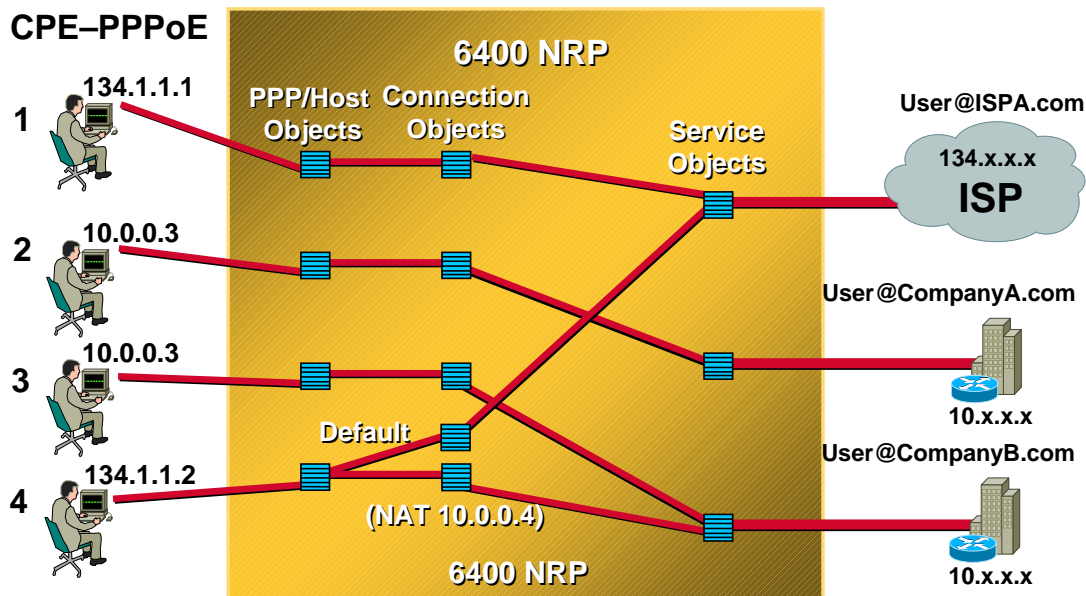 CPE–PPPoE
6400 NRP
1
134.1.1.1
PPP/Host
Objects
Connection
Objects
Service
Objects
User@ISPA.com
134.x.x.x
ISP
2
10.0.0.3
User@CompanyA.com
10.x.x.x
3
10.0.0.3
Default
4
134.1.1.2
(NAT 10.0.0.4)
User@CompanyB.com
10.x.x.x
6400 NRP